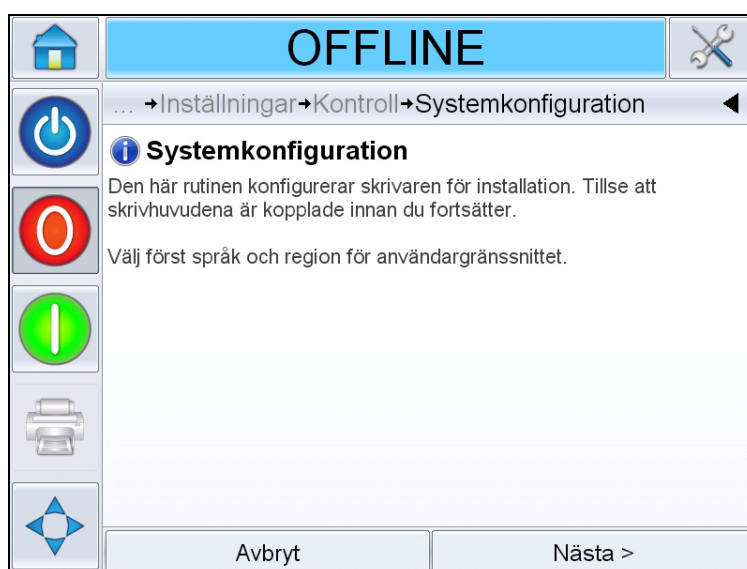 OFFLINE
... →Inställningar→Kontroll→Systemkonfiguration
Systemkonfiguration
Den här rutinen konfigurerar skrivaren för installation. Tillse att
skrivhuvudena är kopplade innan du fortsätter.
Välj först språk och region för användargränssnittet.
Avbryt
Nästa >